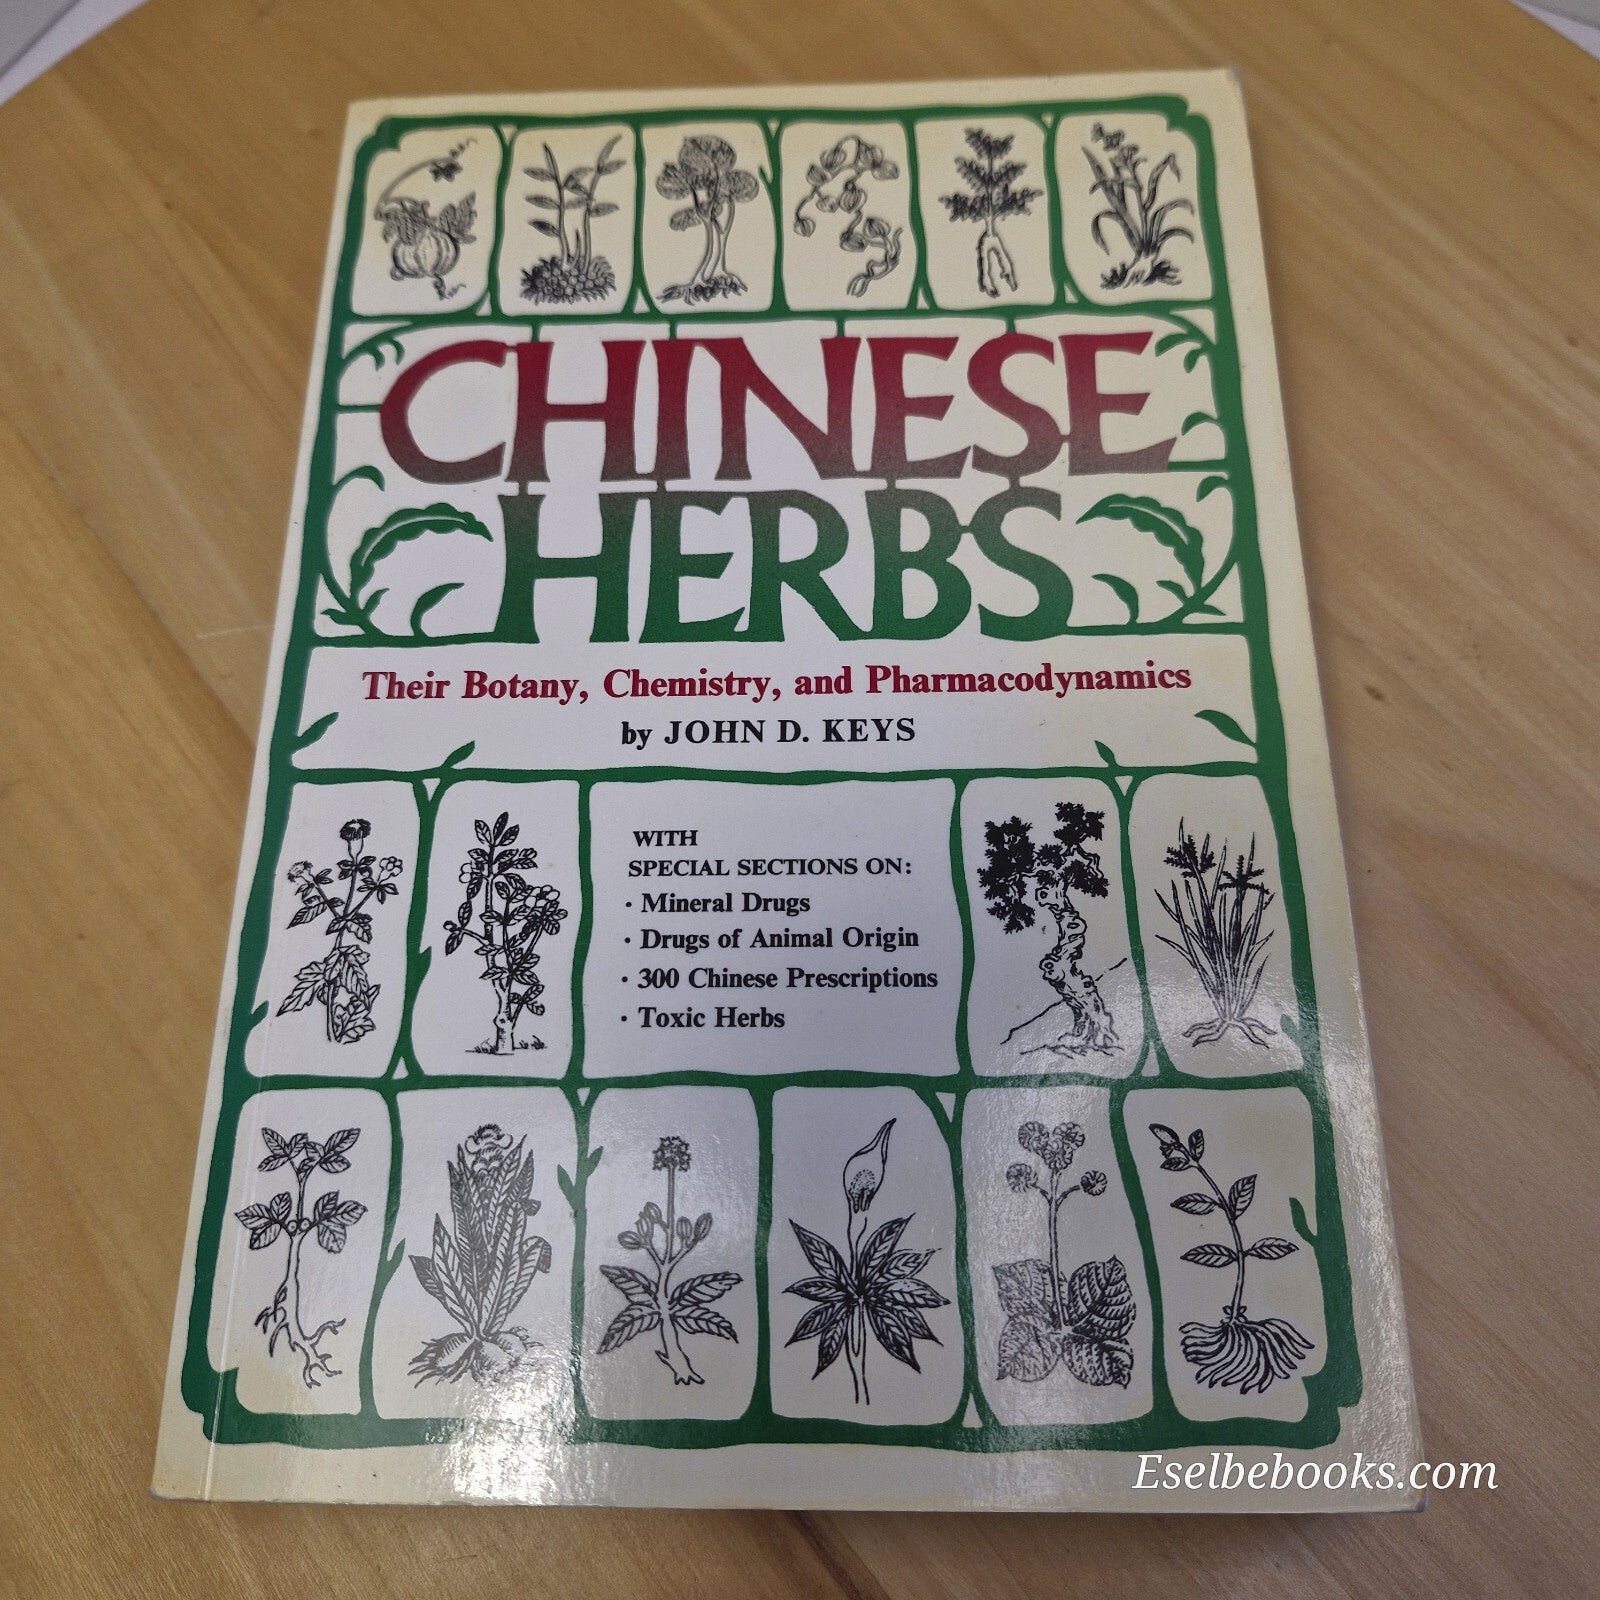 CHINESE
HERBS
Their Botany, Chemistry, and Pharmacodynamics
by JOHN D. KEYS
WITH
SPECIAL SECTIONS ON:
· Mineral Drugs
· Drugs of Animal Origin
· 300 Chinese Prescriptions
· Toxic Herbs
Eselbebooks.com